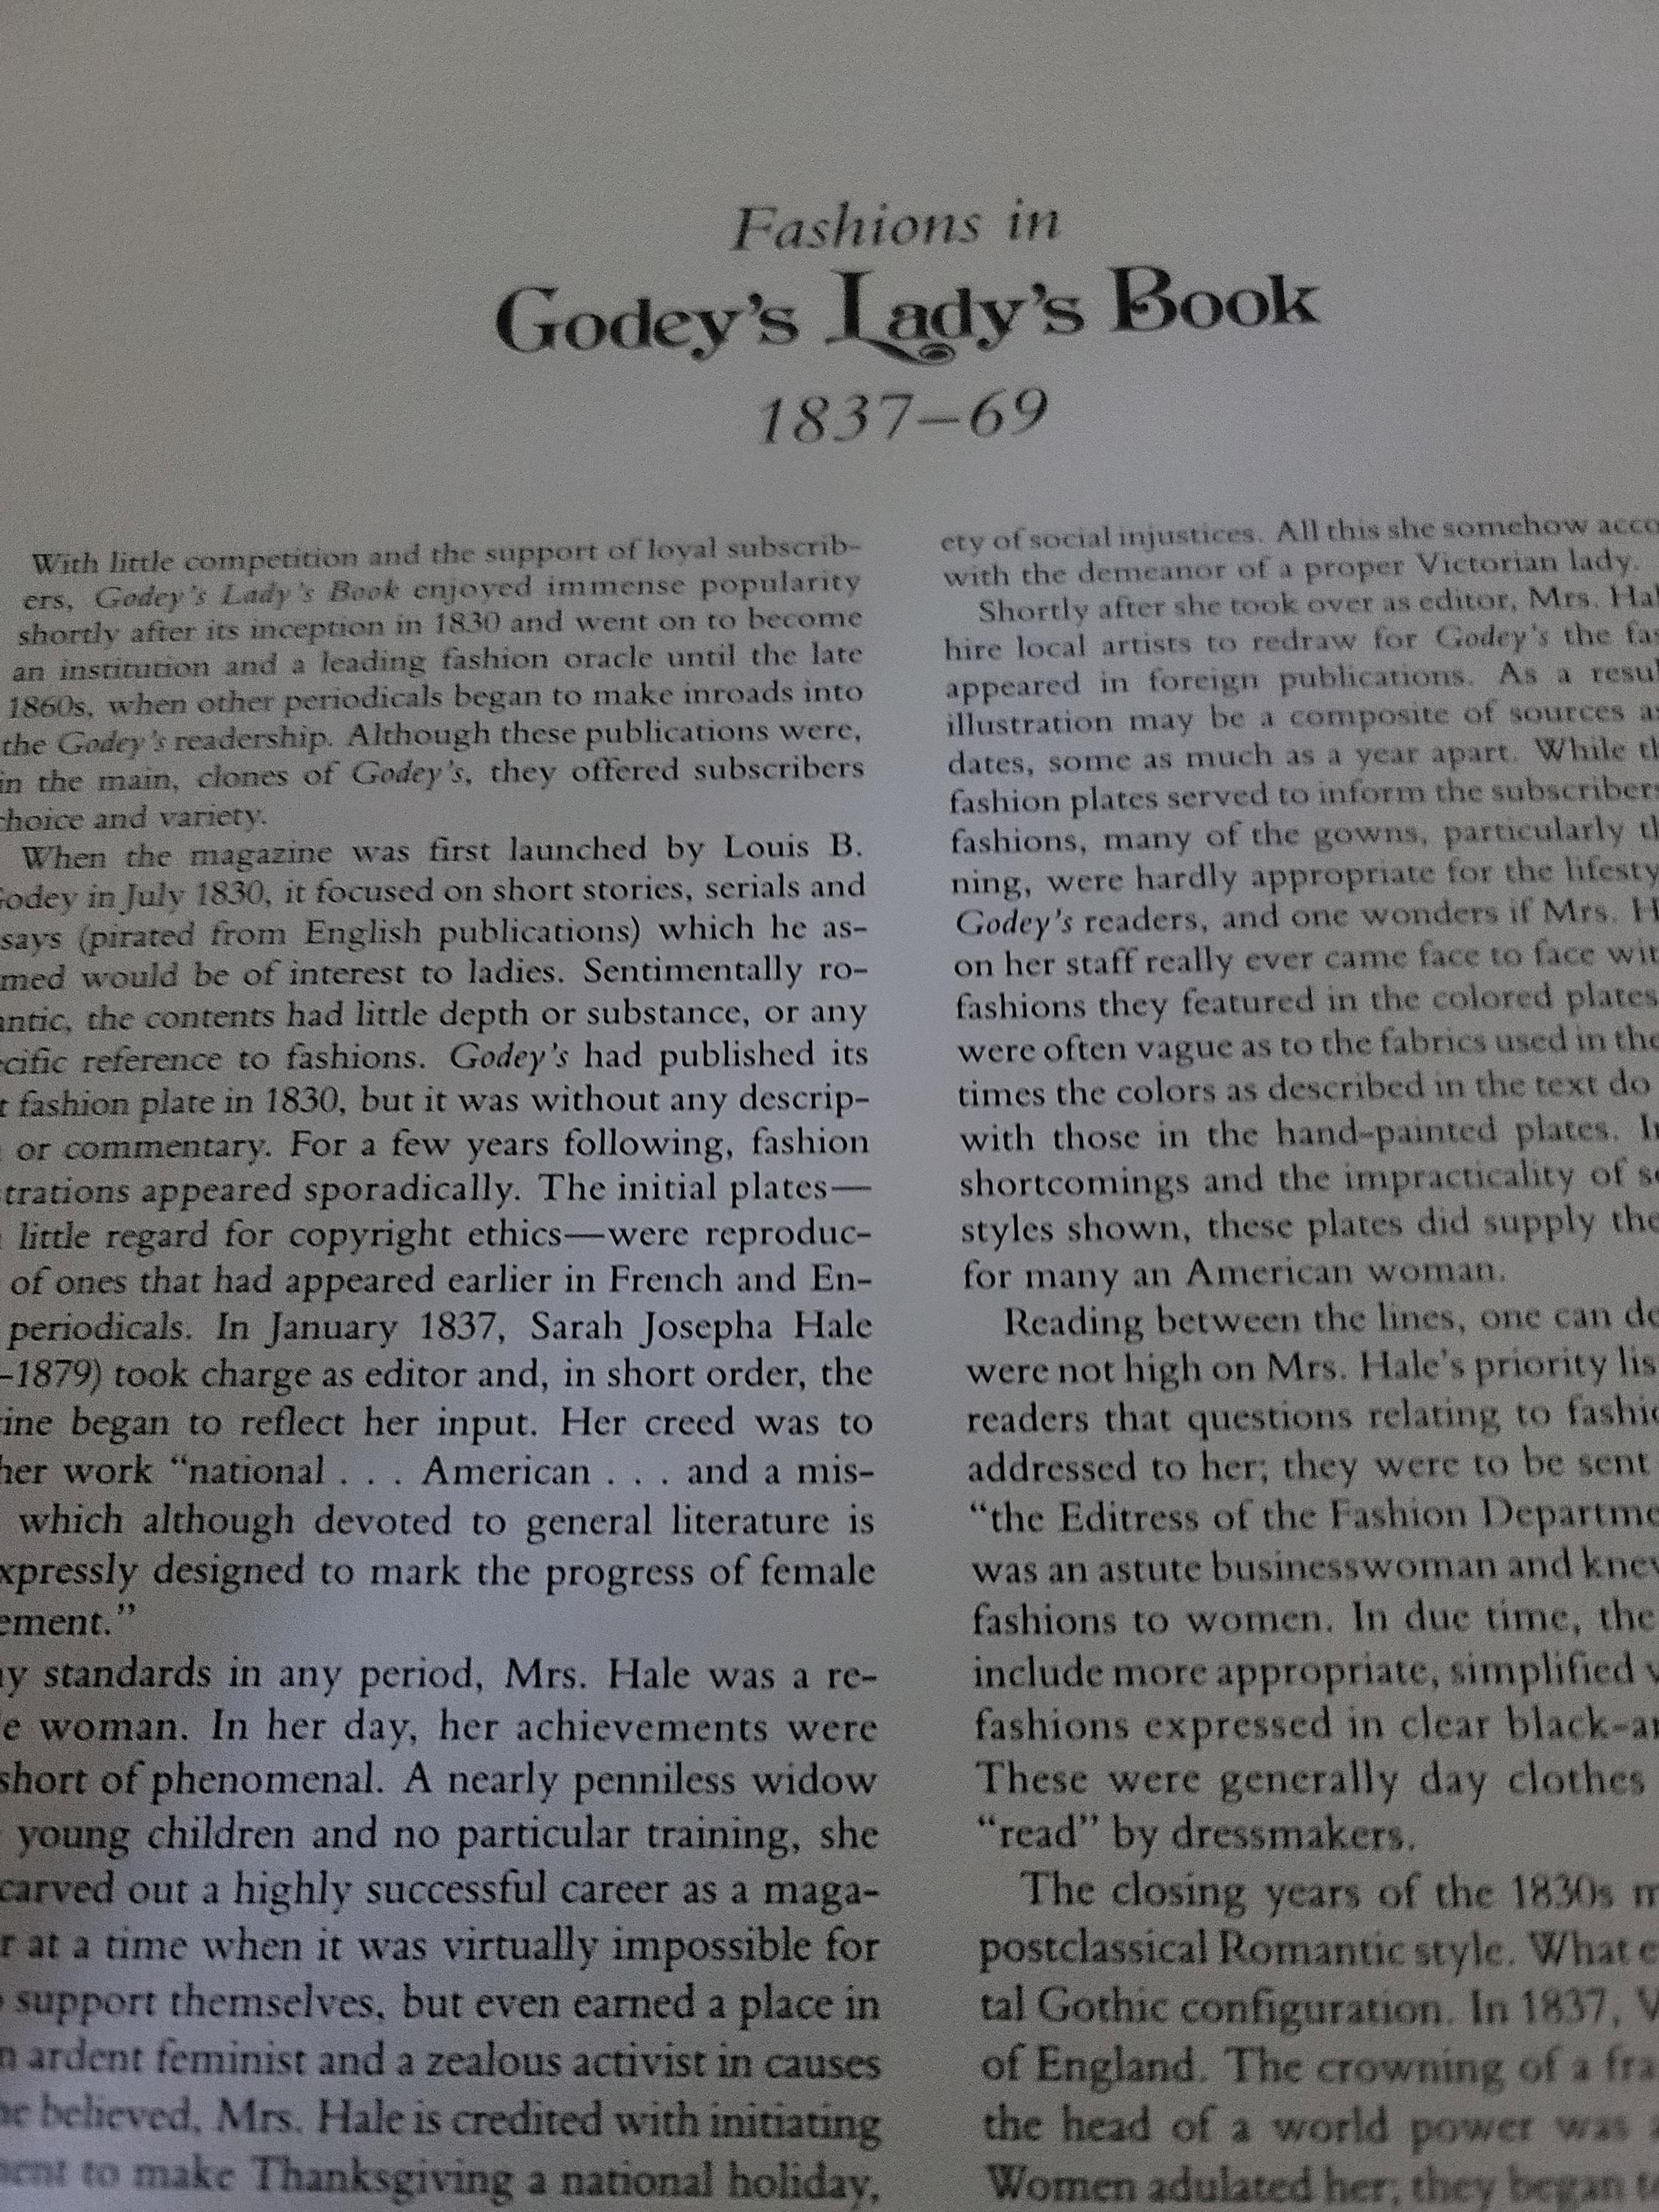 Fashions in
Godey's Lady's Book
1837–69
With little competition and the support of loyal subscrib-
ers, Godey's Lady's Book enjoyed immense popularity
shortly after its inception in 1830 and went on to become
an institution and a leading fashion oracle until the late
1860s, when other periodicals began to make inroads into
the Godey's readership. Although these publications were,
in the main, clones of Godey's, they offered subscribers
choice and variety.
When the magazine was first launched by Louis B.
Godey in July 1830, it focused on short stories, serials and
says (pirated from English publications) which he as-
med would be of interest to ladies. Sentimentally ro-
antic, the contents had little depth or substance, or any
cific reference to fashions. Godey's had published its
t fashion plate in 1830, but it was without any descrip-
or commentary. For a few years following, fashion
trations appeared sporadically. The initial plates—
little regard for copyright ethics—were reproduc-
of ones that had appeared earlier in French and En-
periodicals. In January 1837, Sarah Josepha Hale
–1879) took charge as editor and, in short order, the
ine began to reflect her input. Her creed was to
her work “national . . . American . . . and a mis-
which although devoted to general literature is
xpressly designed to mark the progress of female
ement.”
y standards in any period, Mrs. Hale was a re-
e woman. In her day, her achievements were
short of phenomenal. A nearly penniless widow
young children and no particular training, she
carved out a highly successful career as a maga-
r at a time when it was virtually impossible for
support themselves, but even earned a place in
n ardent feminist and a zealous activist in causes
he believed, Mrs. Hale is credited with initiating
ent to make Thanksgiving a national holiday,
ety of social injustices. All this she somehow acco
with the demeanor of a proper Victorian lady.
Shortly after she took over as editor, Mrs. Hal
hire local artists to redraw for Godey's the fas
appeared in foreign publications. As a resul
illustration may be a composite of sources a
dates, some as much as a year apart. While th
fashion plates served to inform the subscribers
fashions, many of the gowns, particularly th
ning, were hardly appropriate for the lifesty
Godey's readers, and one wonders if Mrs. H
on her staff really ever came face to face wit
fashions they featured in the colored plates
were often vague as to the fabrics used in the
times the colors as described in the text do
with those in the hand-painted plates. In
shortcomings and the impracticality of so
styles shown, these plates did supply the
for many an American woman.
Reading between the lines, one can de
were not high on Mrs. Hale's priority lis
readers that questions relating to fashio
addressed to her; they were to be sent
“the Editress of the Fashion Departme
was an astute businesswoman and knew
fashions to women. In due time, the
include more appropriate, simplified v
fashions expressed in clear black-an
These were generally day clothes
“read” by dressmakers.
The closing years of the 1830s m
postclassical Romantic style. What e
tal Gothic configuration. In 1837, V
of England. The crowning of a fra
the head of a world power was
Women adulated her; they began t